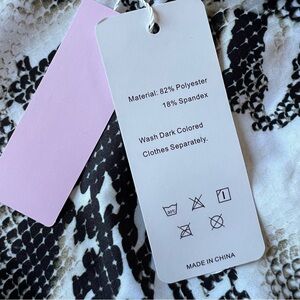 Material: 82% Polyester
18% Spandex
Wash Dark Colored
Clothes Separately.
MADE IN CHINA